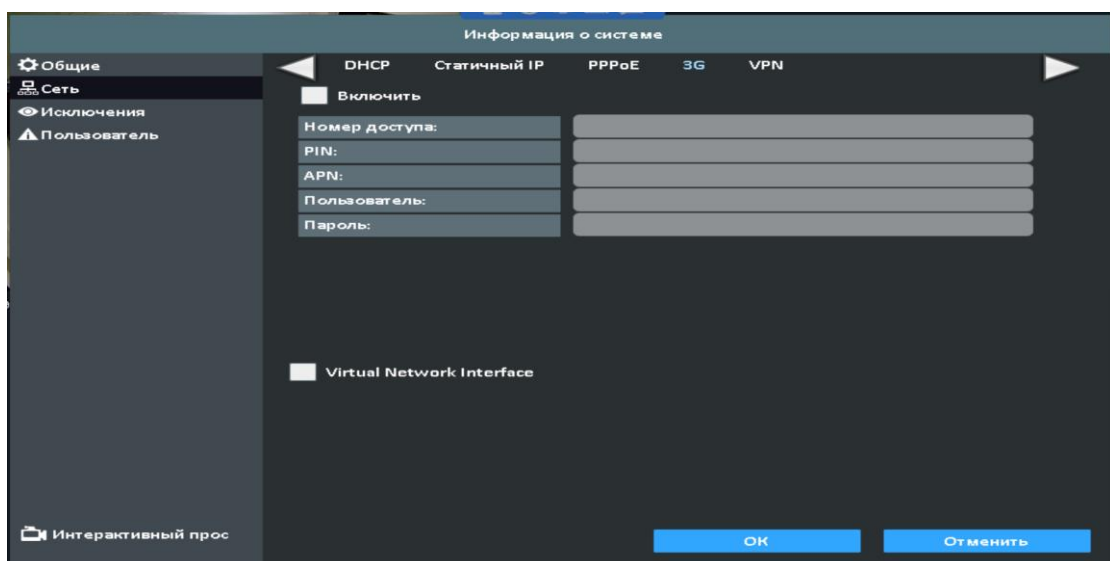 Информация о системе
Общие
Сеть
Исключения
Пользователь
DHCP Статичный IP PPPoE 3G VPN
Включить
Номер доступа:
PIN:
APN:
Пользователь:
Пароль:
Virtual Network Interface
Интерактивный прос
OK Отменить